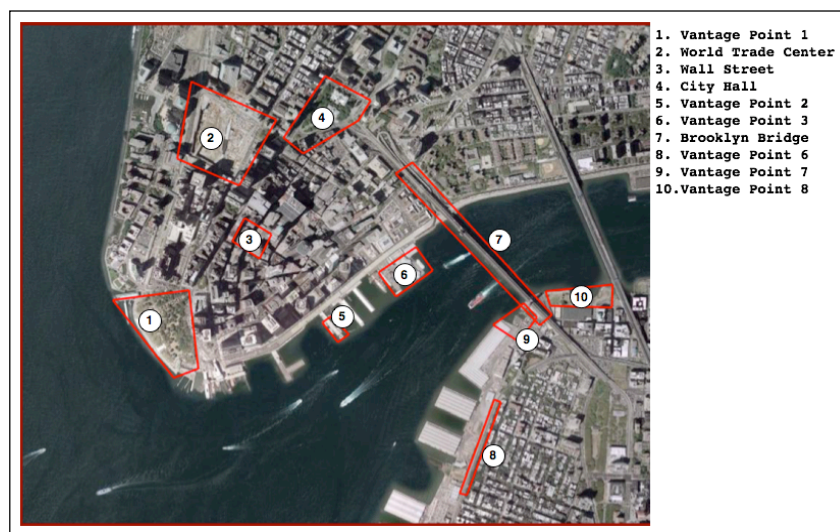 1. Vantage Point 1
2. World Trade Center
3. Wall Street
4. City Hall
5. Vantage Point 2
6. Vantage Point 3
7. Brooklyn Bridge
8. Vantage Point 6
9. Vantage Point 7
10.Vantage Point 8
2
4
3
7
6
10
1
5
9
8